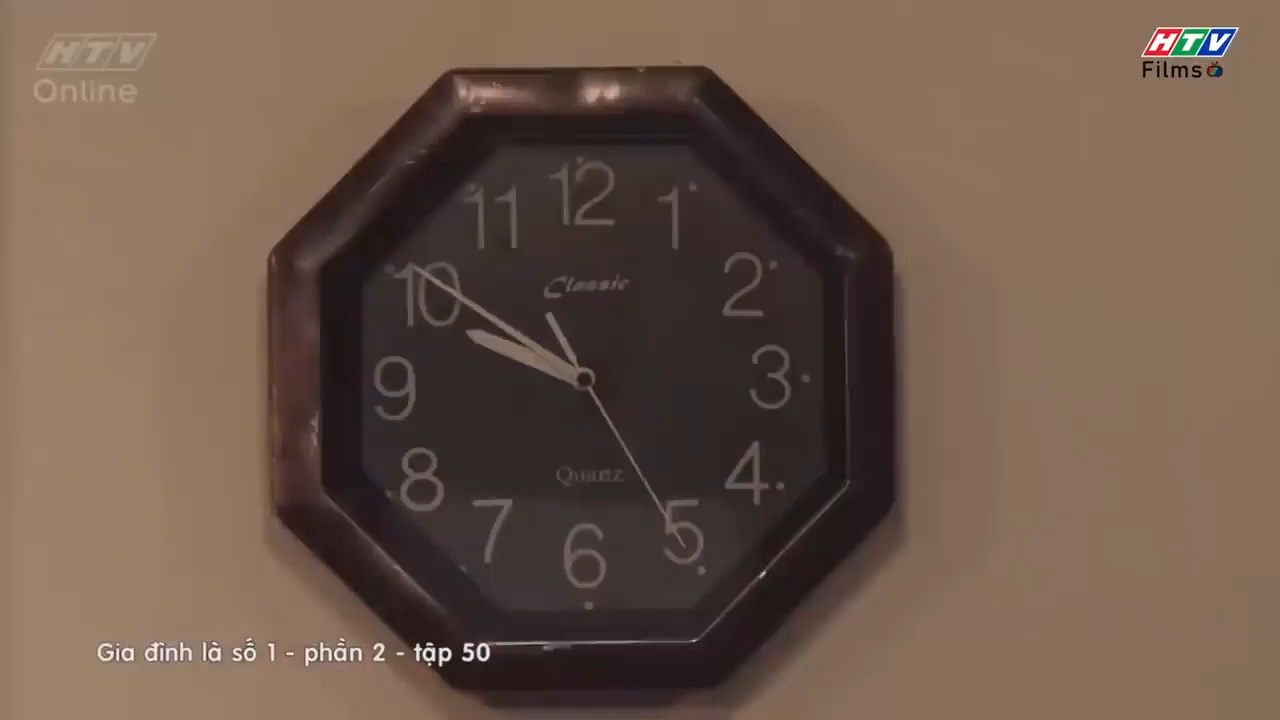 HTV
Online
HTV
Films
12
11
1
10
2
Classic
9
3
8
4
Quartz
7
5
6
Gia đình là số 1 - phần 2 - tập 50